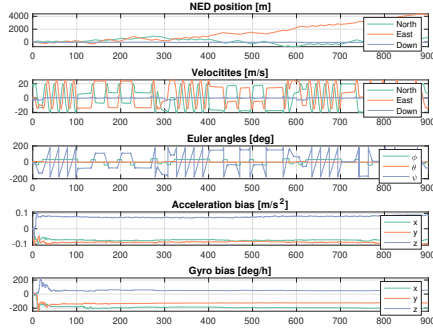 NED position [m]
4000
2000
0
North
East
Down
0 100 200 300 400 500 600 700 800 900
Velocitites [m/s]
20
0
-20
North
East
Down
0 100 200 300 400 500 600 700 800 900
Euler angles [deg]
200
0
-200
ϕ
θ
ψ
0 100 200 300 400 500 600 700 800 900
Acceleration bias [m/s²]
0.1
0
-0.1
x
y
z
0 100 200 300 400 500 600 700 800 900
Gyro bias [deg/h]
200
0
-200
x
y
z
0 100 200 300 400 500 600 700 800 900